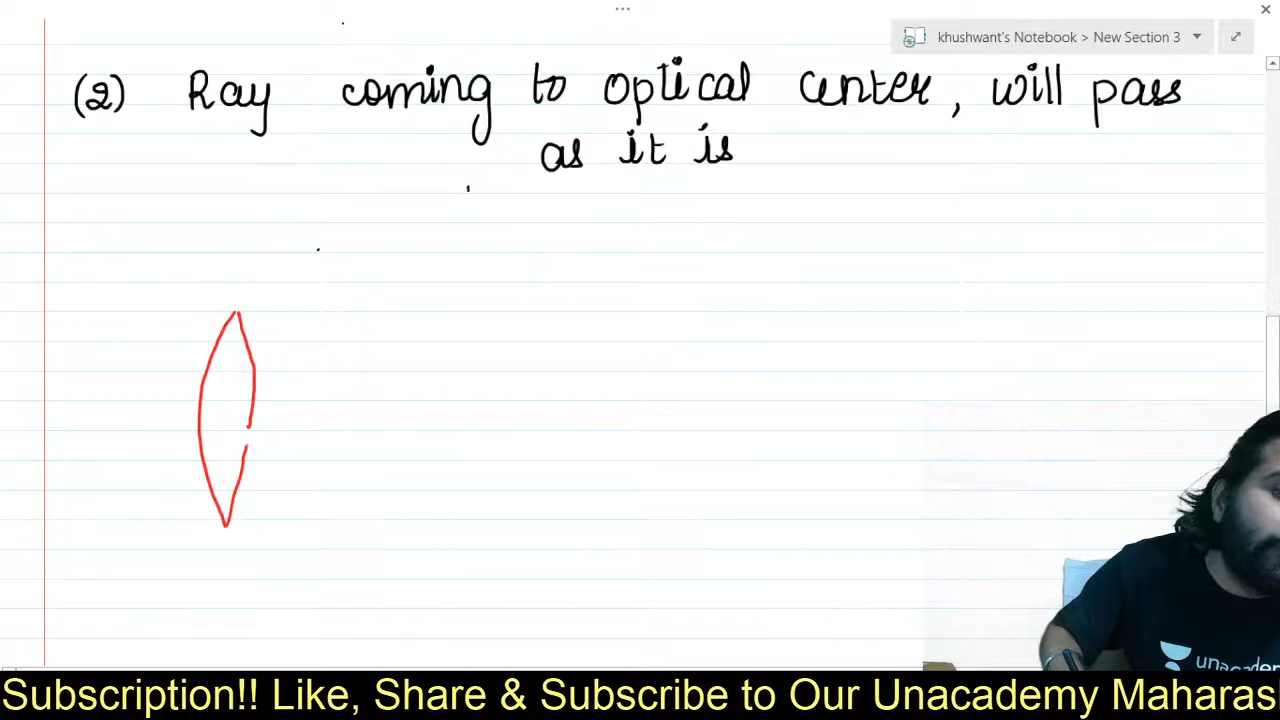 khushwant's Notebook > New Section 3
(2) Ray coming to optical center, will pass
as it is
unacadem
Subscription!! Like, Share & Subscribe to Our Unacademy Maharas